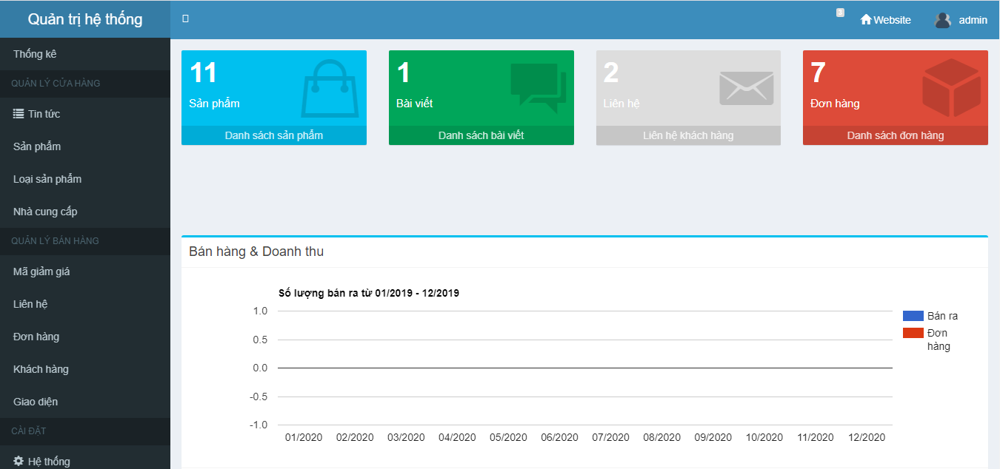 Quản trị hệ thống
3
Website
admin
Thống kê
QUẢN LÝ CỬA HÀNG
Tin tức
Sản phẩm
Loại sản phẩm
Nhà cung cấp
QUẢN LÝ BÁN HÀNG
Mã giảm giá
Liên hệ
Đơn hàng
Khách hàng
Giao diện
CÀI ĐẶT
Hệ thống
11
Sản phẩm
Danh sách sản phẩm
1
Bài viết
Danh sách bài viết
2
Liên hệ
Liên hệ khách hàng
7
Đơn hàng
Danh sách đơn hàng
Bán hàng & Doanh thu
Số lượng bán ra từ 01/2019 - 12/2019
1.0
0.5
0.0
-0.5
-1.0
01/2020 02/2020 03/2020 04/2020 05/2020 06/2020 07/2020 08/2020 09/2020 10/2020 11/2020 12/2020
Bán ra
Đơn
hàng